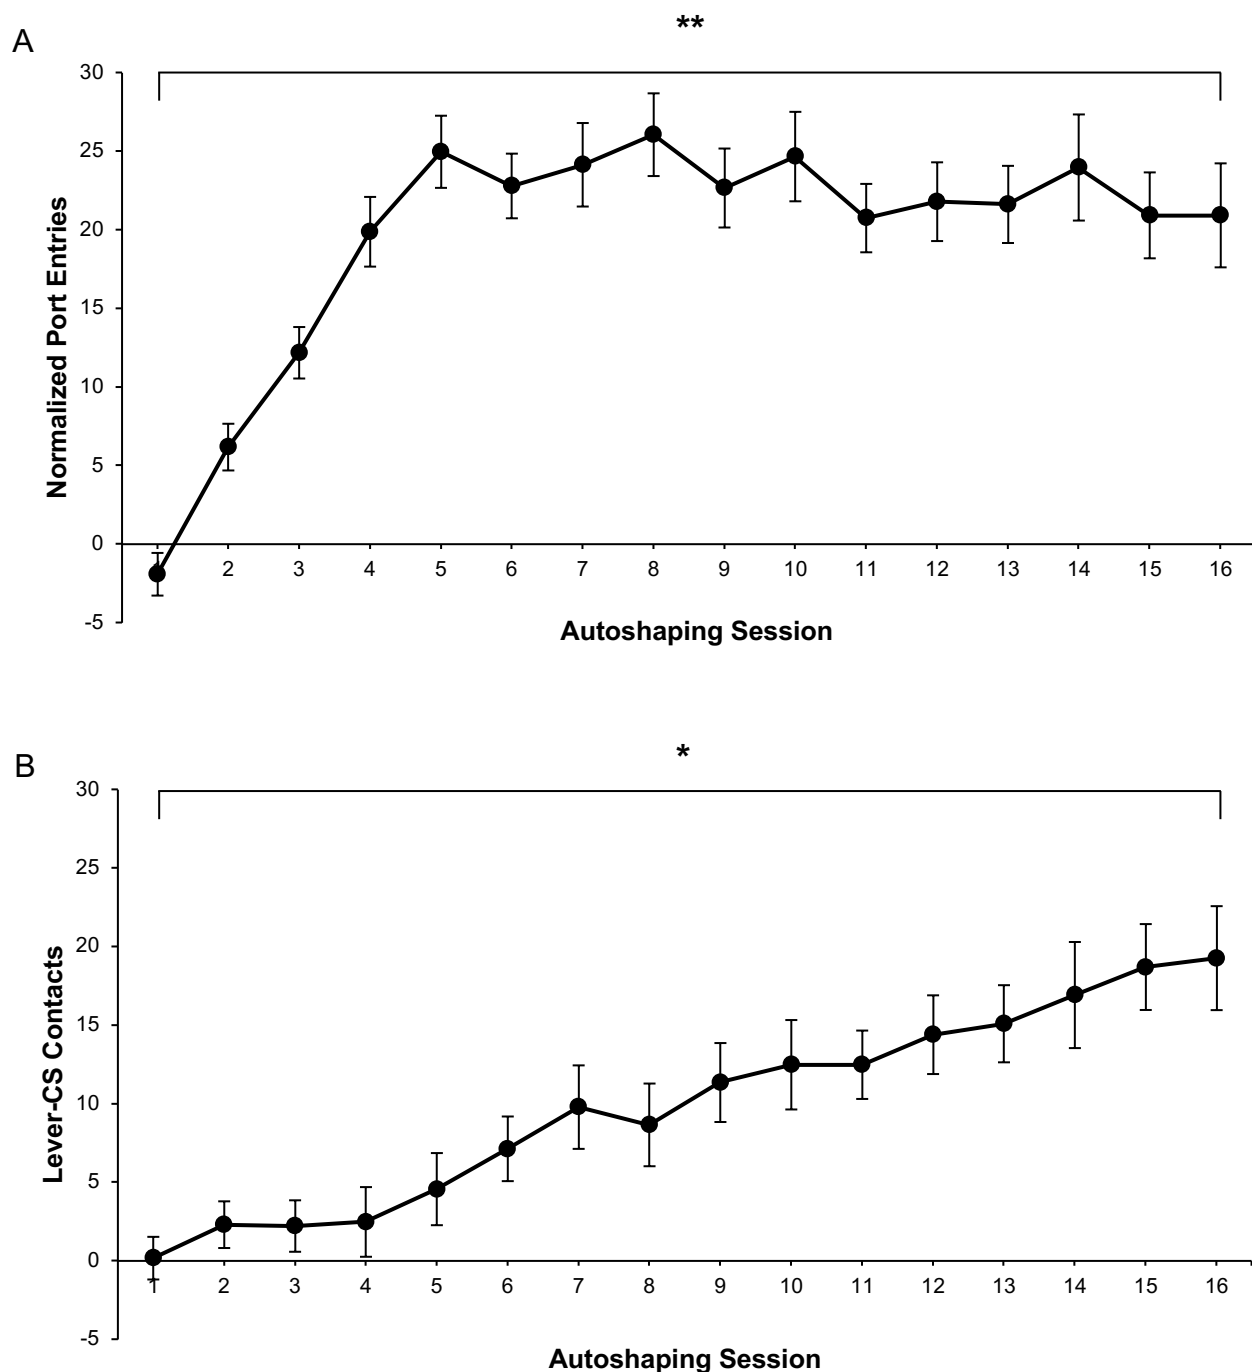 A
**
30
25
20
15
10
5
0
-5
Normalized Port Entries
2 3 4 5 6 7 8 9 10 11 12 13 14 15 16
Autoshaping Session
B
*
30
25
20
15
10
5
0
-5
Lever-CS Contacts
1 2 3 4 5 6 7 8 9 10 11 12 13 14 15 16
Autoshaping Session